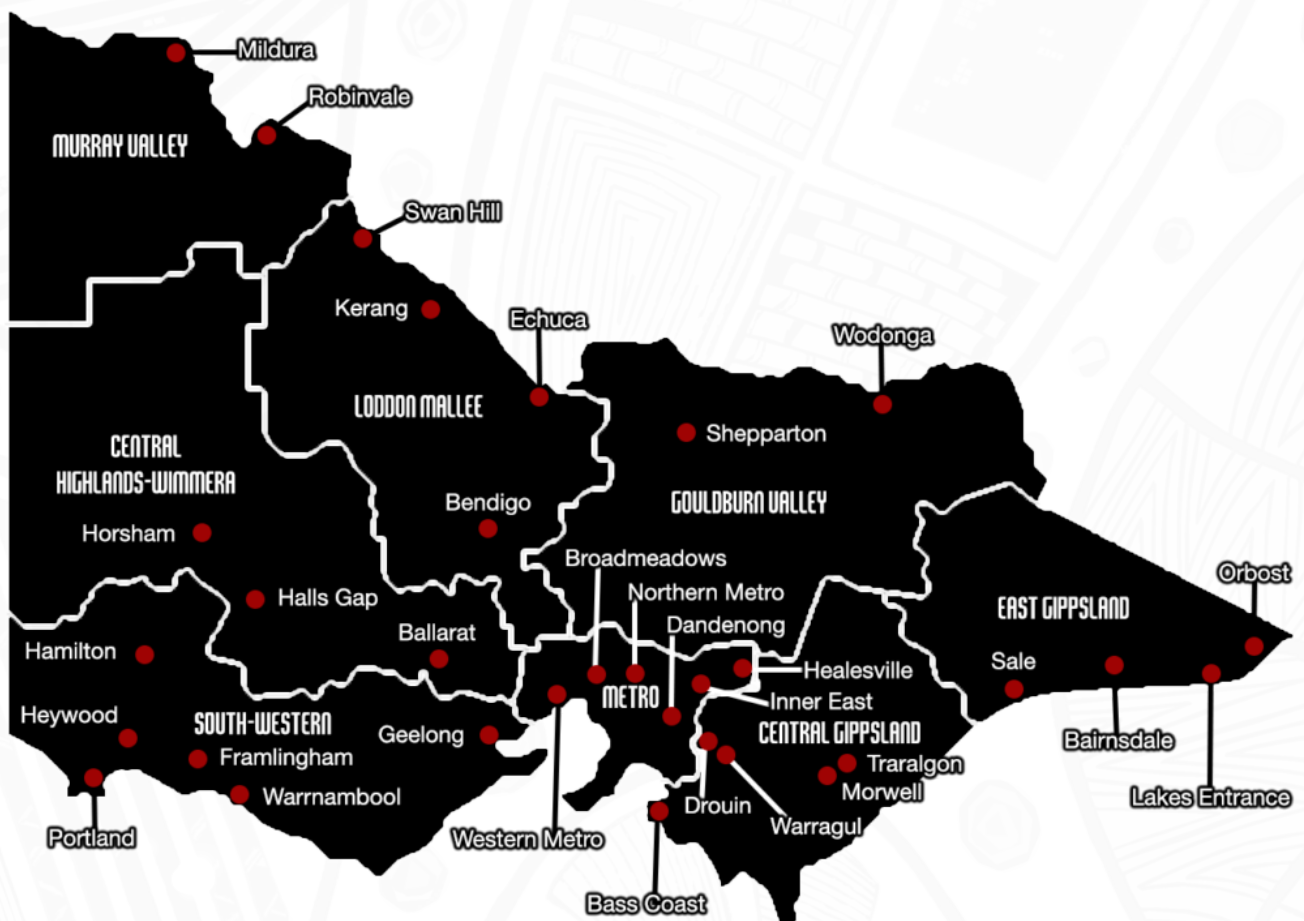 Mildura
Robinvale
MURRAY VALLEY
Swan Hill
Kerang
Echuca
Wodonga
LODDON MALLEE
Shepparton
CENTRAL
HIGHLANDS-WIMMERA
GOULDBURN VALLEY
Bendigo
Horsham
Broadmeadows
Orbost
Northern Metro
Halls Gap
EAST GIPPSLAND
Dandenong
Ballarat
Hamilton
Sale
Healesville
METRO
Inner East
Heywood
SOUTH-WESTERN
Geelong
CENTRAL GIPPSLAND
Bairnsdale
Framlingham
Traralgon
Morwell
Warrnambool
Lakes Entrance
Drouin
Warragul
Portland
Western Metro
Bass Coast